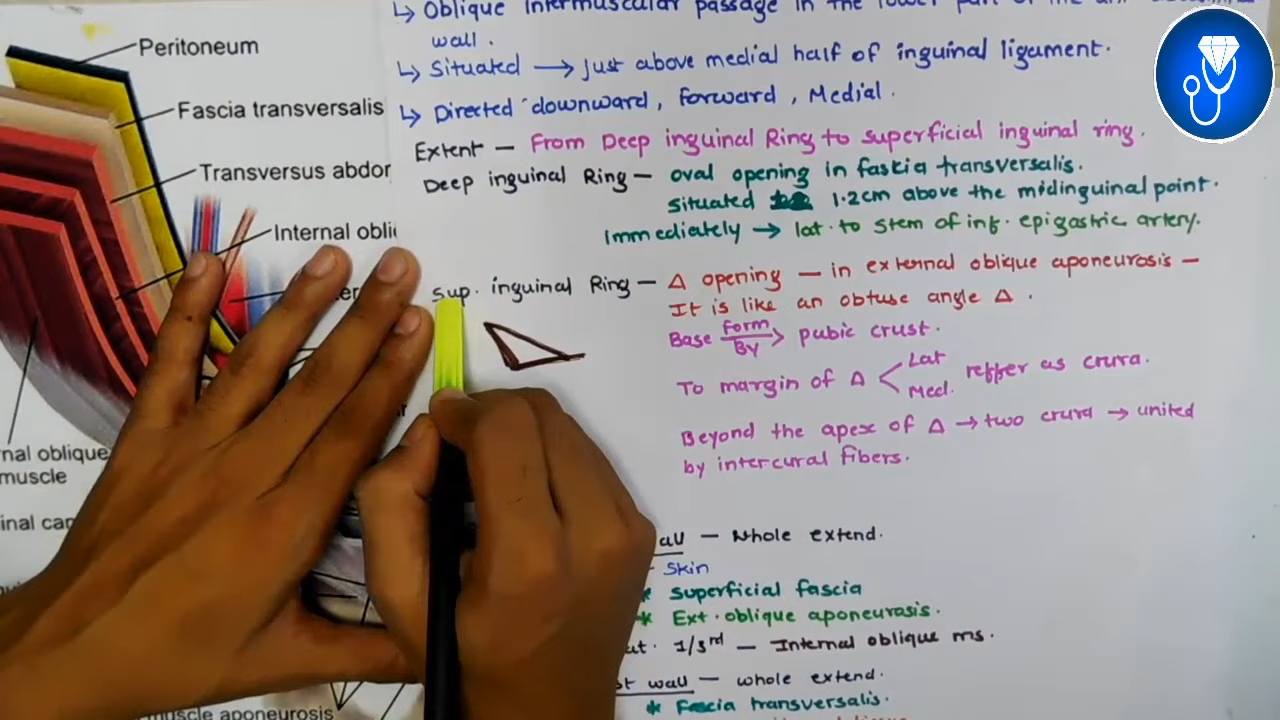 Peritoneum
Fascia transversalis
Transversus abdor
Internal obli
nal oblique
muscle
muscle aponeurosis
↳ Oblique intermuscular passage in the lower part of the
wall.
↳ Situated → just above medial half of inguinal ligament.
↳ Directed downward, forward, Medial.
Extent – From Deep inguinal Ring to superficial inguinal ring.
Deep inguinal Ring – oval opening in fastia transversalis.
Situated 1.2cm above the midinguinal point.
Immediately → lat. to stem of inf. epigastric artery.
Sup. inguinal Ring – Δ opening – in external oblique aponeurosis –
It is like an obtuse angle Δ.
Base form By > pubic crust.
To margin of Δ < Lat Med. reffer as crura.
Beyond the apex of Δ → two crura → united
by intercural fibers.
all – Whole extend.
Skin
* Superficial fascia
* Ext. oblique aponeurosis.
1/3rd – Internal oblique ms.
st wall – whole extend.
* Fascia transversalis.